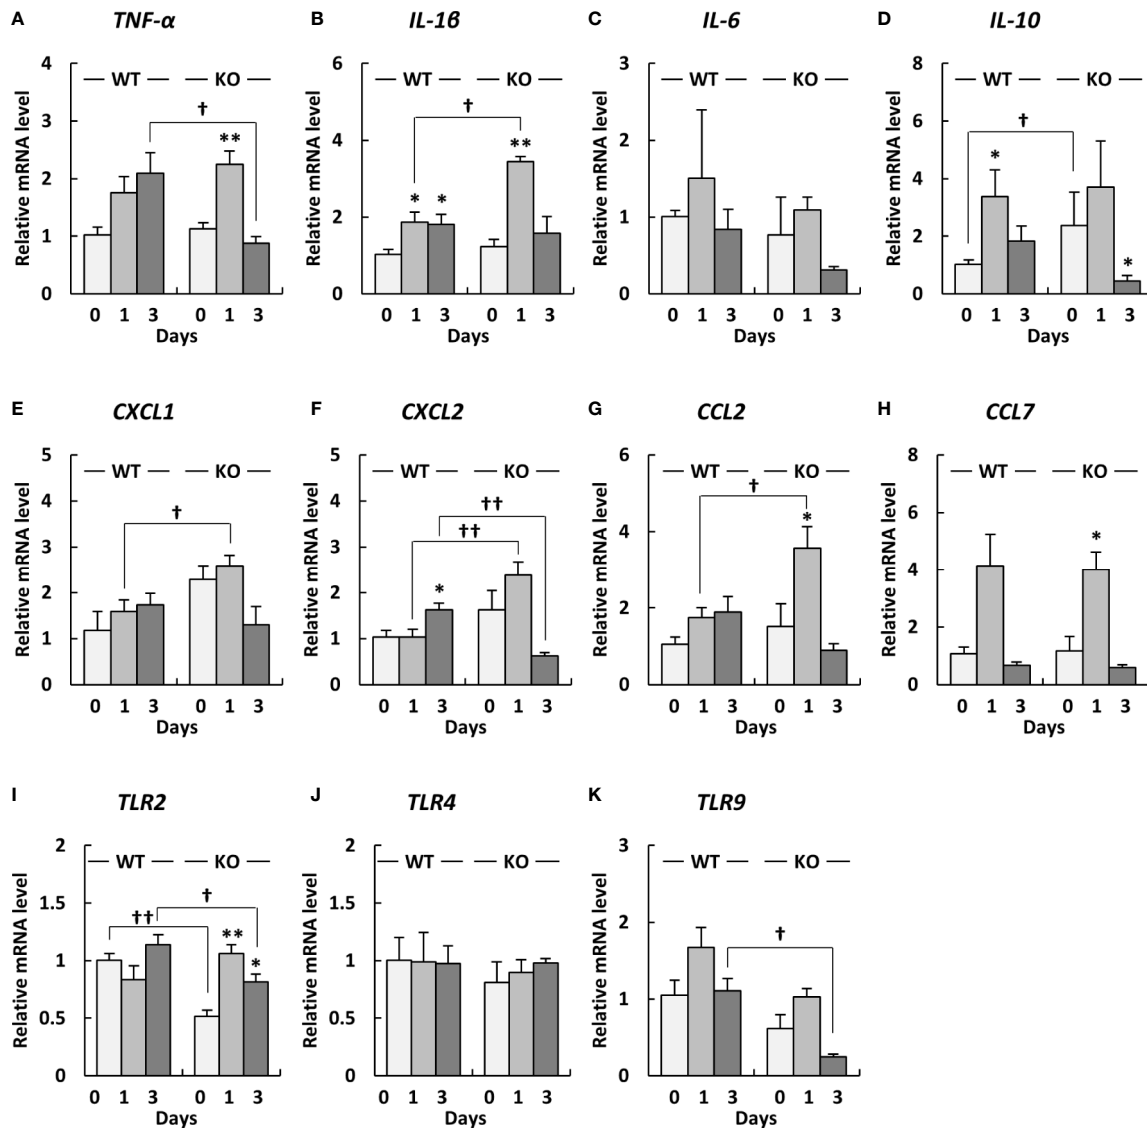 A TNF-α
4
3
2
1
0
Relative mRNA level
WT KO
†
**
0 1 3 0 1 3
Days
B IL-1β
6
4
2
0
Relative mRNA level
WT KO
†
* * **
0 1 3 0 1 3
Days
C IL-6
3
2
1
0
Relative mRNA level
WT KO
0 1 3 0 1 3
Days
D IL-10
8
6
4
2
0
Relative mRNA level
WT KO
†
* *
0 1 3 0 1 3
Days
E CXCL1
5
4
3
2
1
0
Relative mRNA level
WT KO
†
0 1 3 0 1 3
Days
F CXCL2
5
4
3
2
1
0
Relative mRNA level
WT KO
††
††
*
0 1 3 0 1 3
Days
G CCL2
6
4
2
0
Relative mRNA level
WT KO
†
*
0 1 3 0 1 3
Days
H CCL7
8
6
4
2
0
Relative mRNA level
WT KO
*
0 1 3 0 1 3
Days
I TLR2
2
1.5
1
0.5
0
Relative mRNA level
WT KO
†
††
** *
0 1 3 0 1 3
Days
J TLR4
2
1.5
1
0.5
0
Relative mRNA level
WT KO
0 1 3 0 1 3
Days
K TLR9
3
2
1
0
Relative mRNA level
WT KO
†
0 1 3 0 1 3
Days